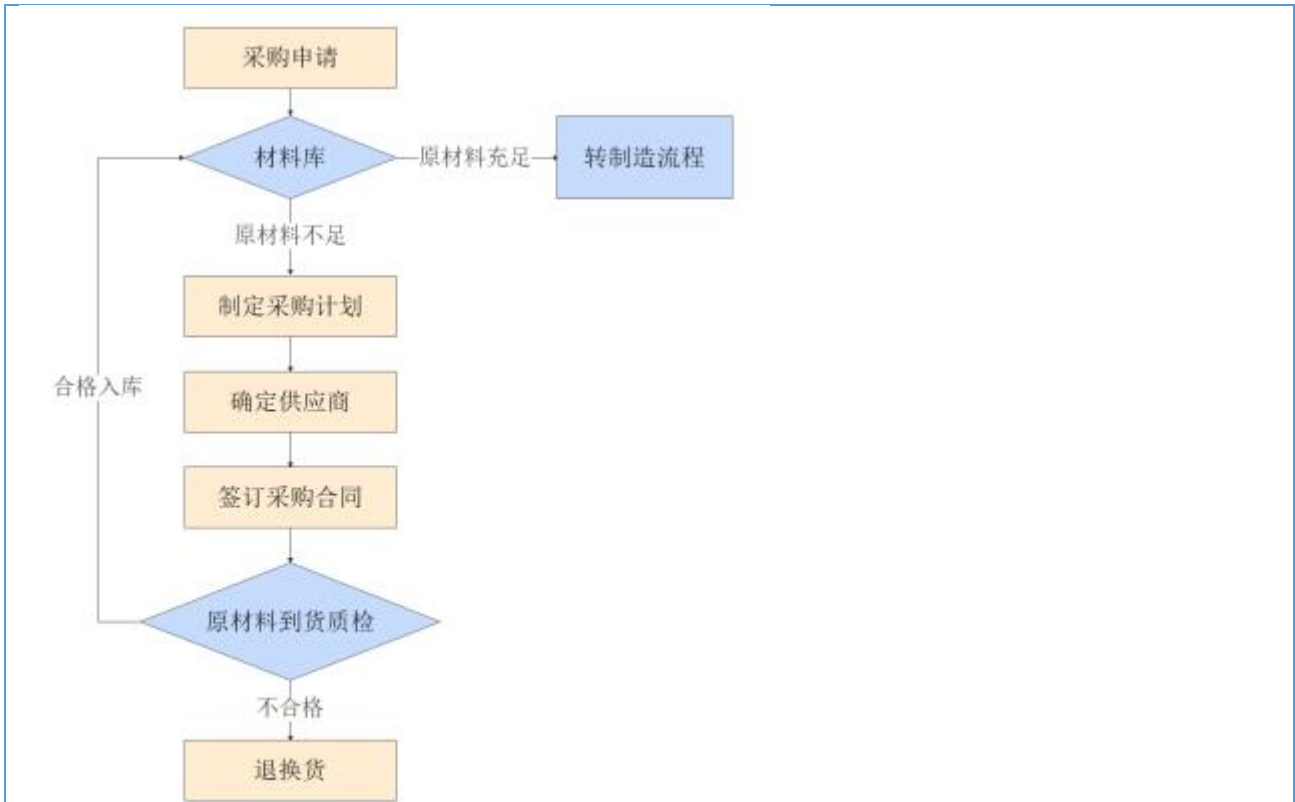 采购申请
材料库
原材料充足
转制造流程
原材料不足
制定采购计划
合格入库
确定供应商
签订采购合同
原材料到货质检
不合格
退换货